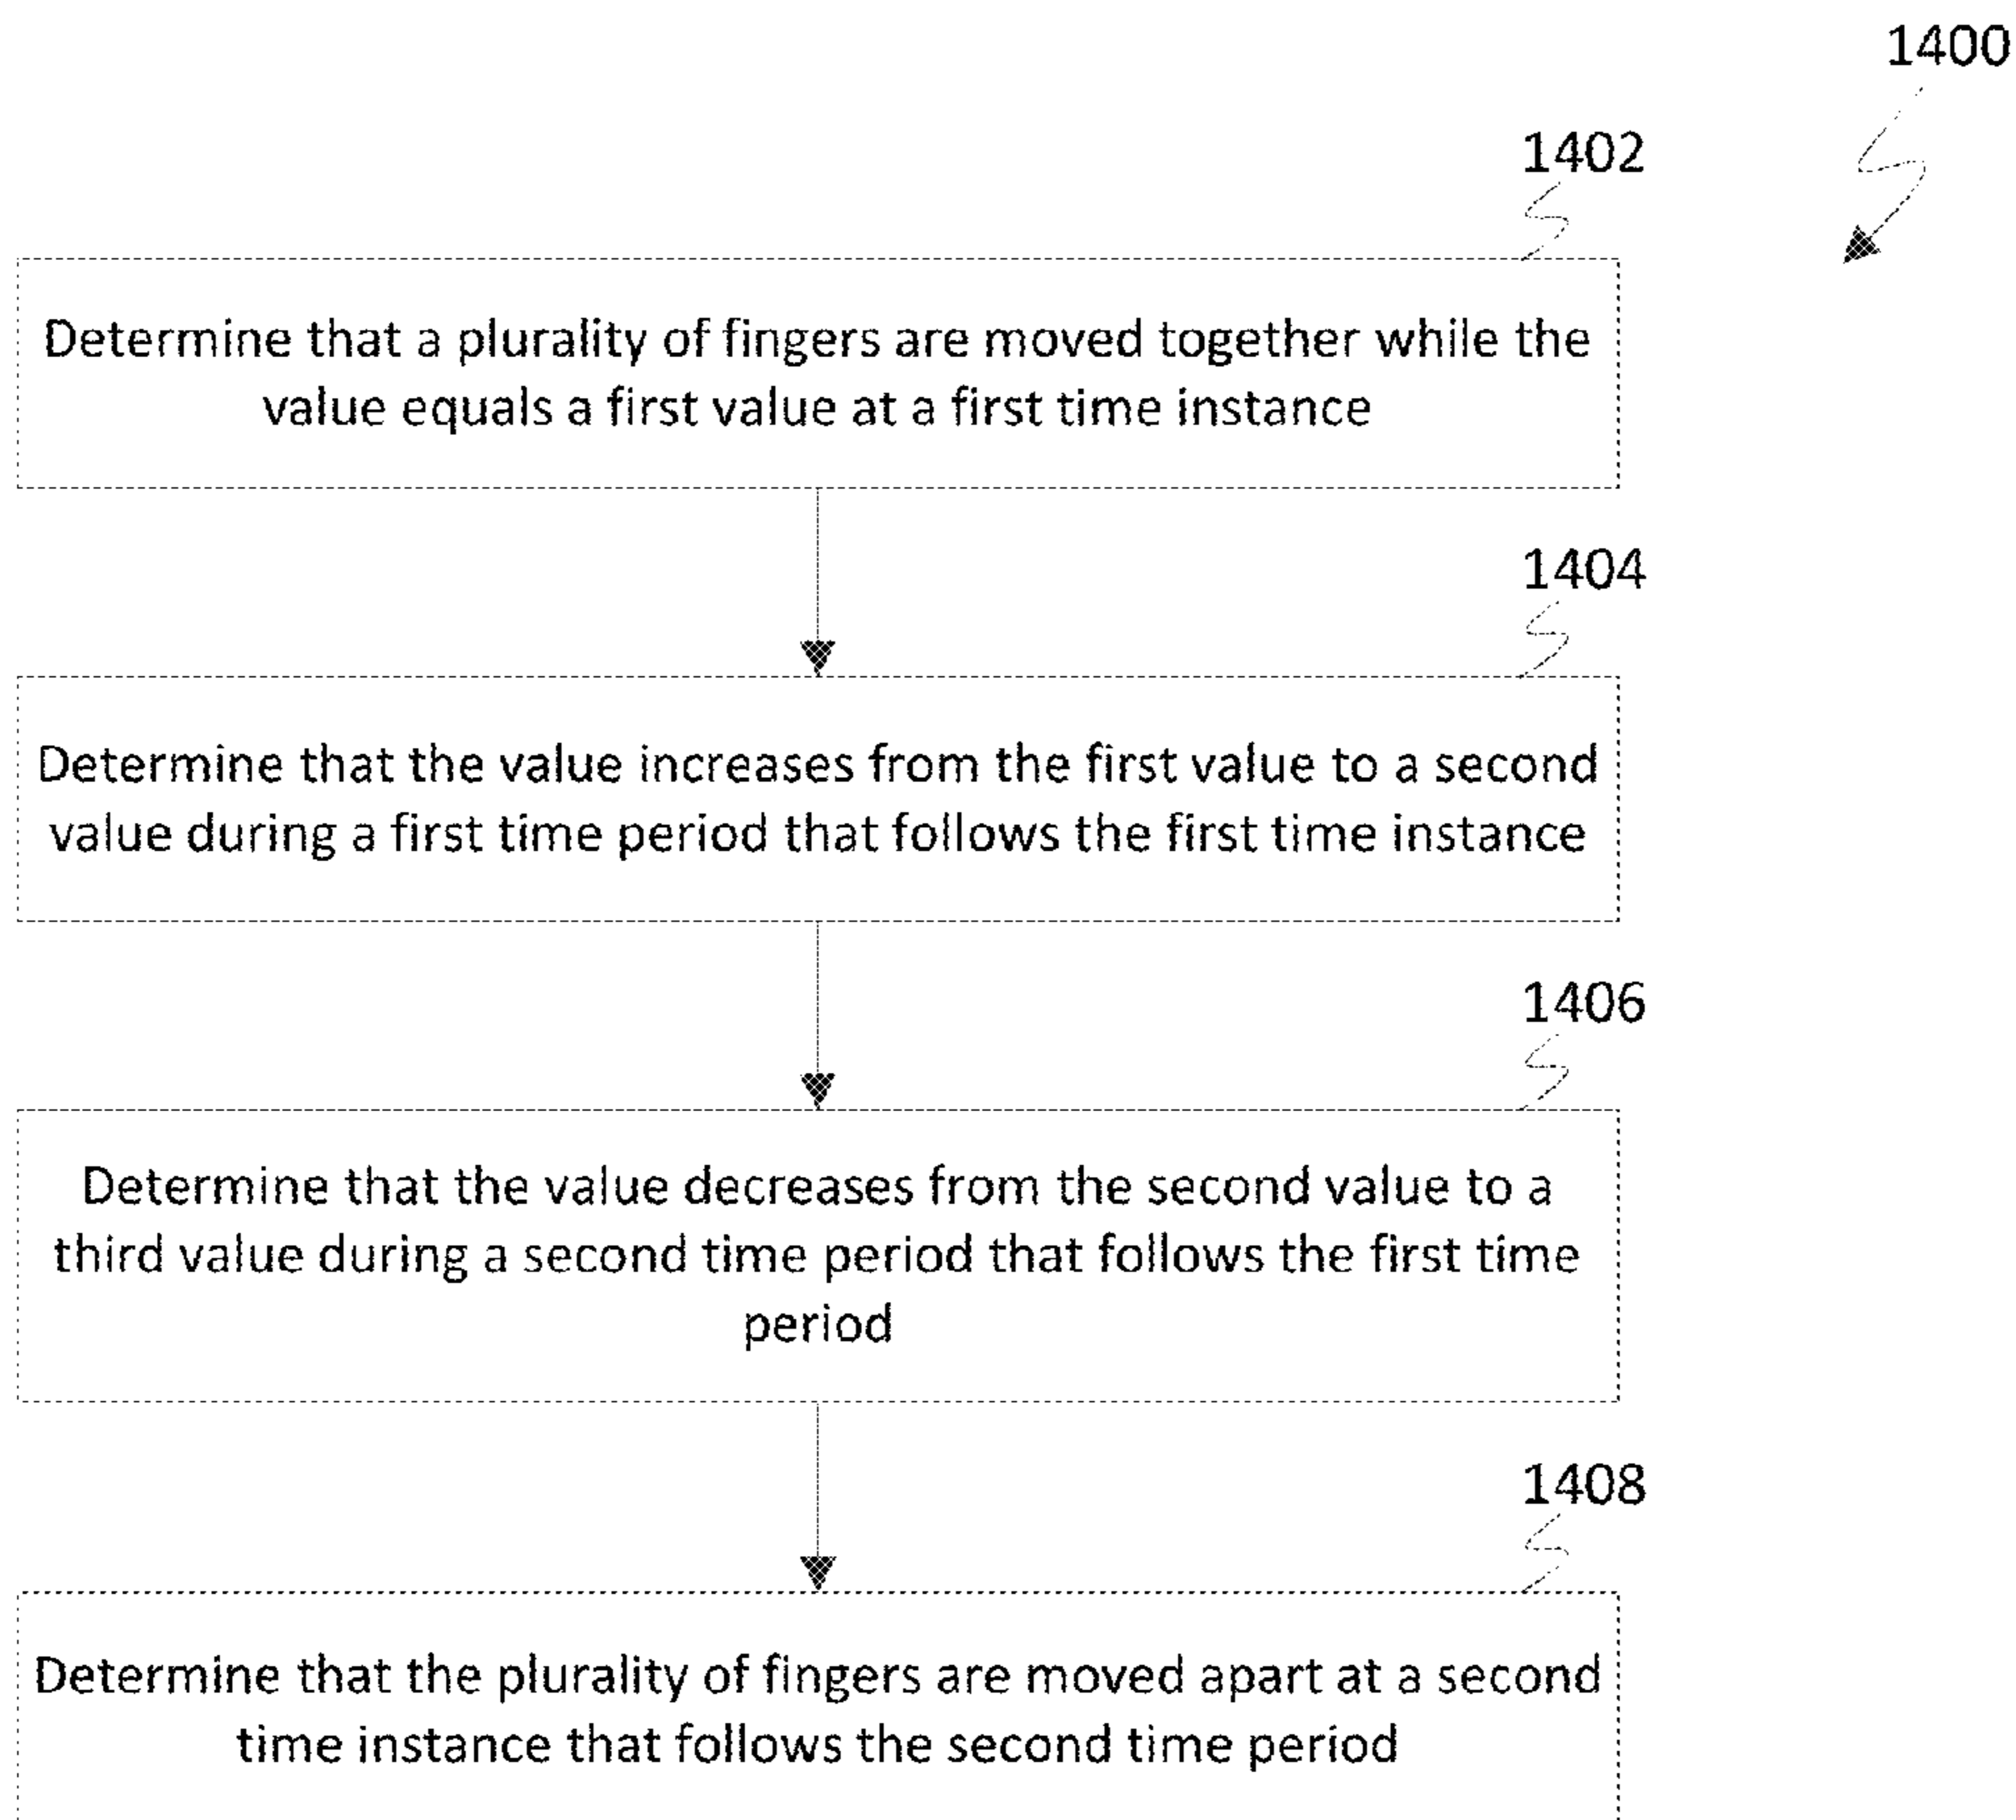 1400
1402
Determine that a plurality of fingers are moved together while the
value equals a first value at a first time instance
1404
Determine that the value increases from the first value to a second
value during a first time period that follows the first time instance
1406
Determine that the value decreases from the second value to a
third value during a second time period that follows the first time
period
1408
Determine that the plurality of fingers are moved apart at a second
time instance that follows the second time period